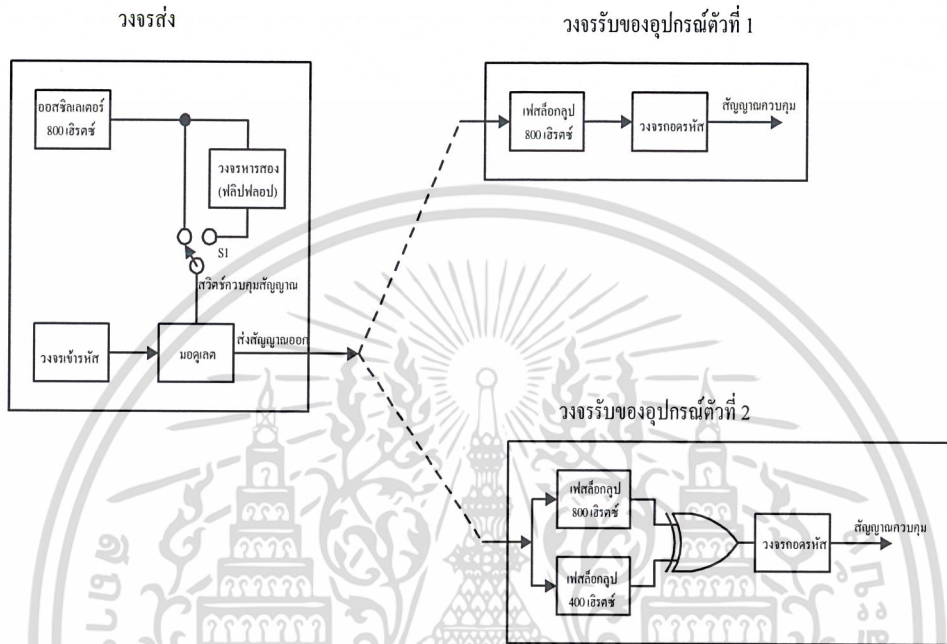 วงจรส่ง
วงจรรับของอุปกรณ์ตัวที่ 1
ออสซิลเลเตอร์
800 เฮิรตซ์
วงจรหารสอง
(ฟลิปฟลอป)
S1
สวิตช์ควบคุมสัญญาณ
วงจรเข้ารหัส
มอดูเลต
ส่งสัญญาณออก
เฟสล็อกลูป
800 เฮิรตซ์
วงจรถอดรหัส
สัญญาณควบคุม
วงจรรับของอุปกรณ์ตัวที่ 2
เฟสล็อกลูป
800 เฮิรตซ์
เฟสล็อกลูป
400 เฮิรตซ์
วงจรถอดรหัส
สัญญาณควบคุม